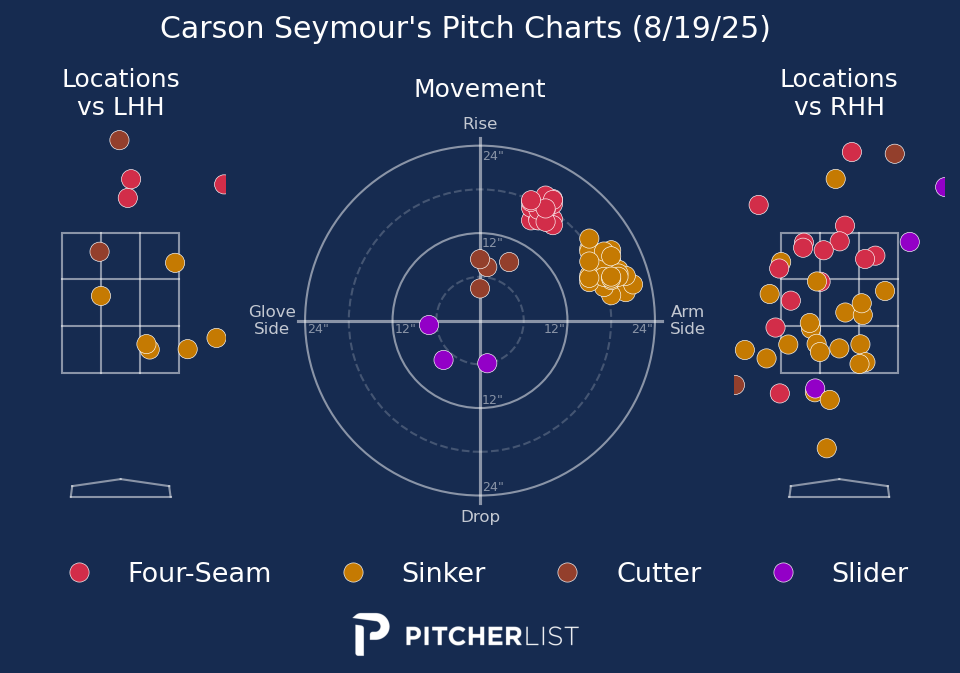 Carson Seymour's Pitch Charts (8/19/25)
Locations
vs LHH
Movement
Locations
vs RHH
Rise
24"
12"
Glove
Side
24"
12"
12"
24"
Arm
Side
12"
24"
Drop
Four-Seam
Sinker
Cutter
Slider
PITCHERLIST